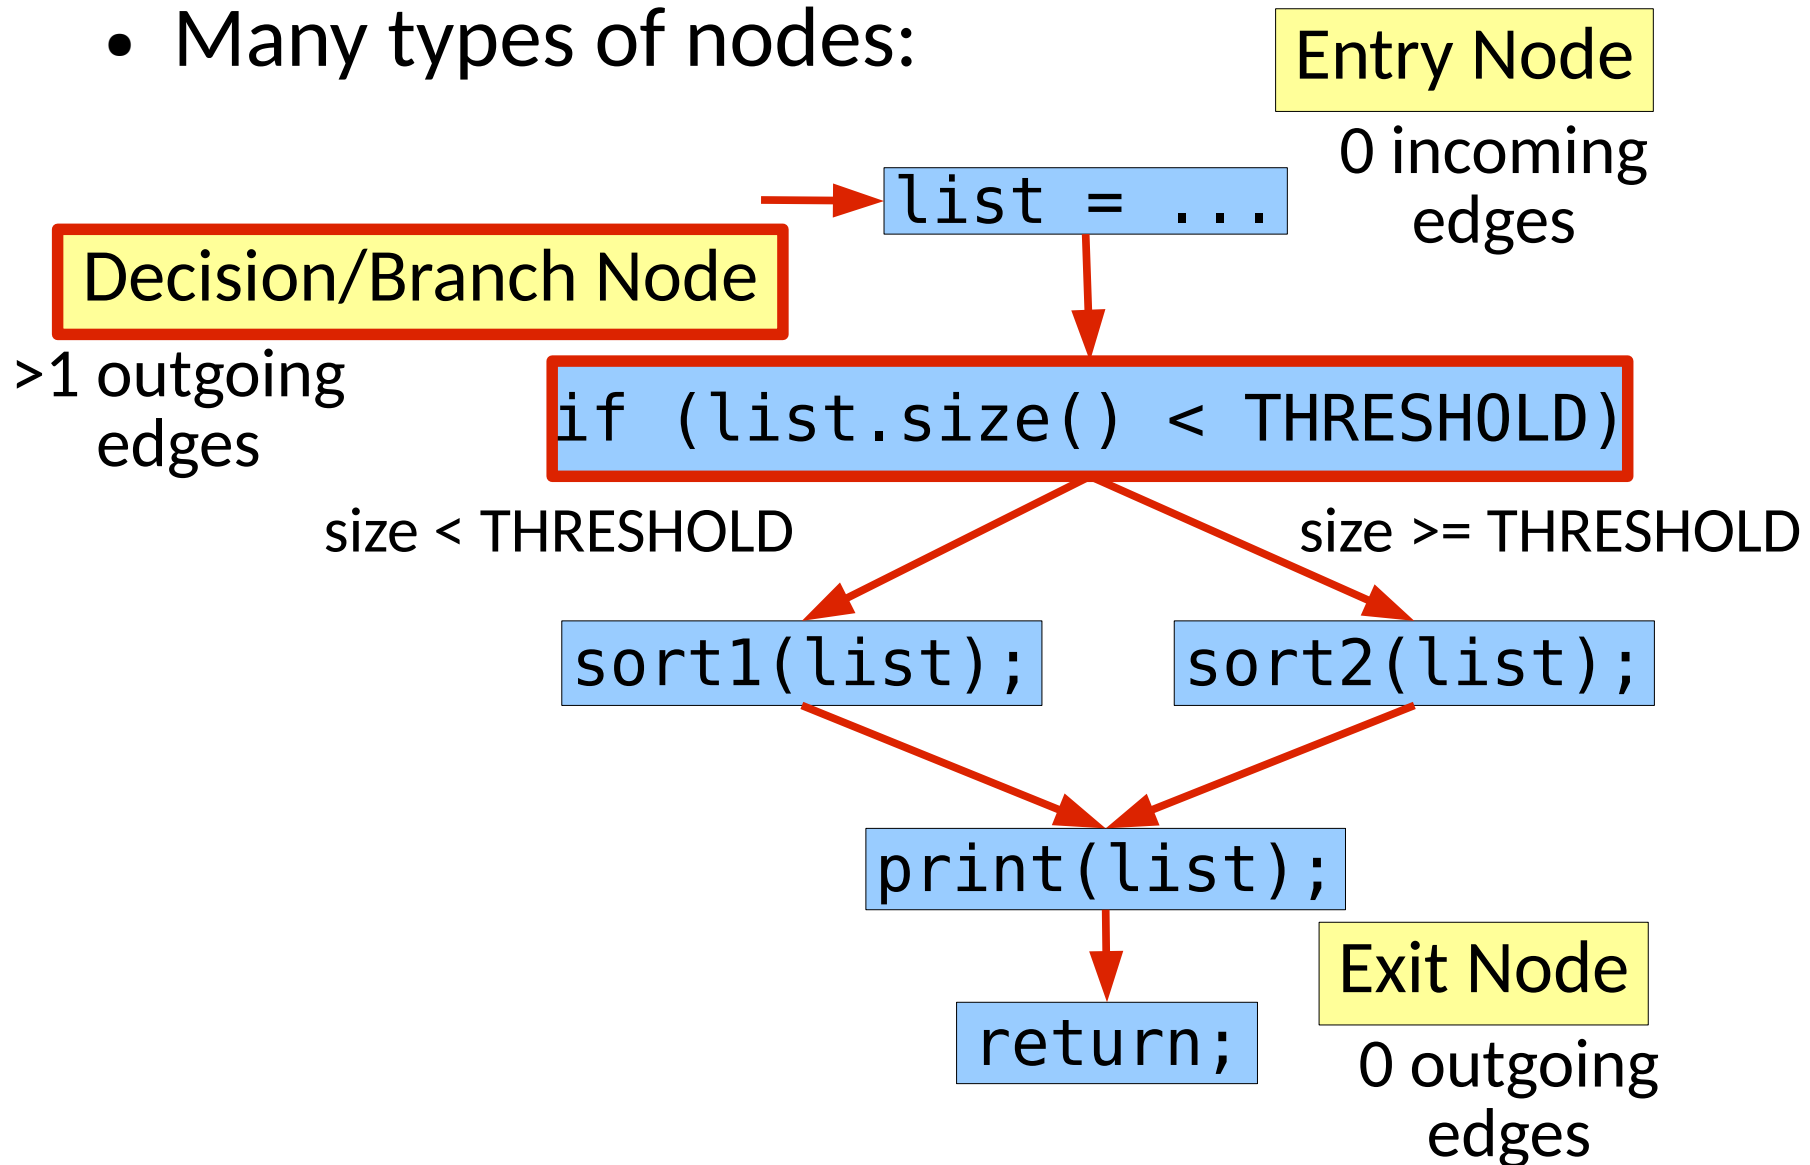 • Many types of nodes:
Entry Node
0 incoming
edges
list = ...
Decision/Branch Node
>1 outgoing
edges
if (list.size() < THRESHOLD)
size < THRESHOLD
size >= THRESHOLD
sort1(list);
sort2(list);
print(list);
Exit Node
return;
0 outgoing
edges